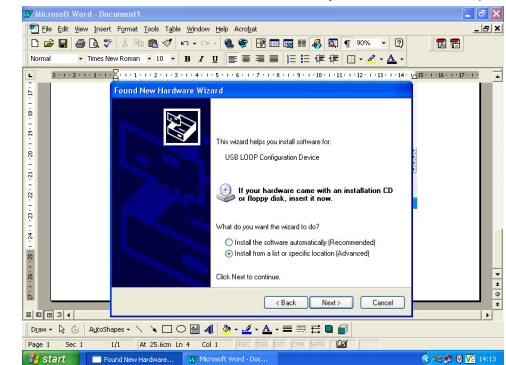 Microsoft Word - Document1
File Edit View Insert Format Tools Table Window Help Acrobat
90%
Normal Times New Roman 10 B I U
Found New Hardware Wizard
This wizard helps you install software for:
USB LOOP Configuration Device
If your hardware came with an installation CD
or floppy disk, insert it now.
What do you want the wizard to do?
Install the software automatically (Recommended)
Install from a list or specific location (Advanced)
Click Next to continue.
< Back Next > Cancel
Draw AutoShapes
Page 1 Sec 1 1/1 At 25.6cm Ln 4 Col 1 REC TRK EXT OVR WPH
start Found New Hardware... Microsoft Word - Doc... 14:13